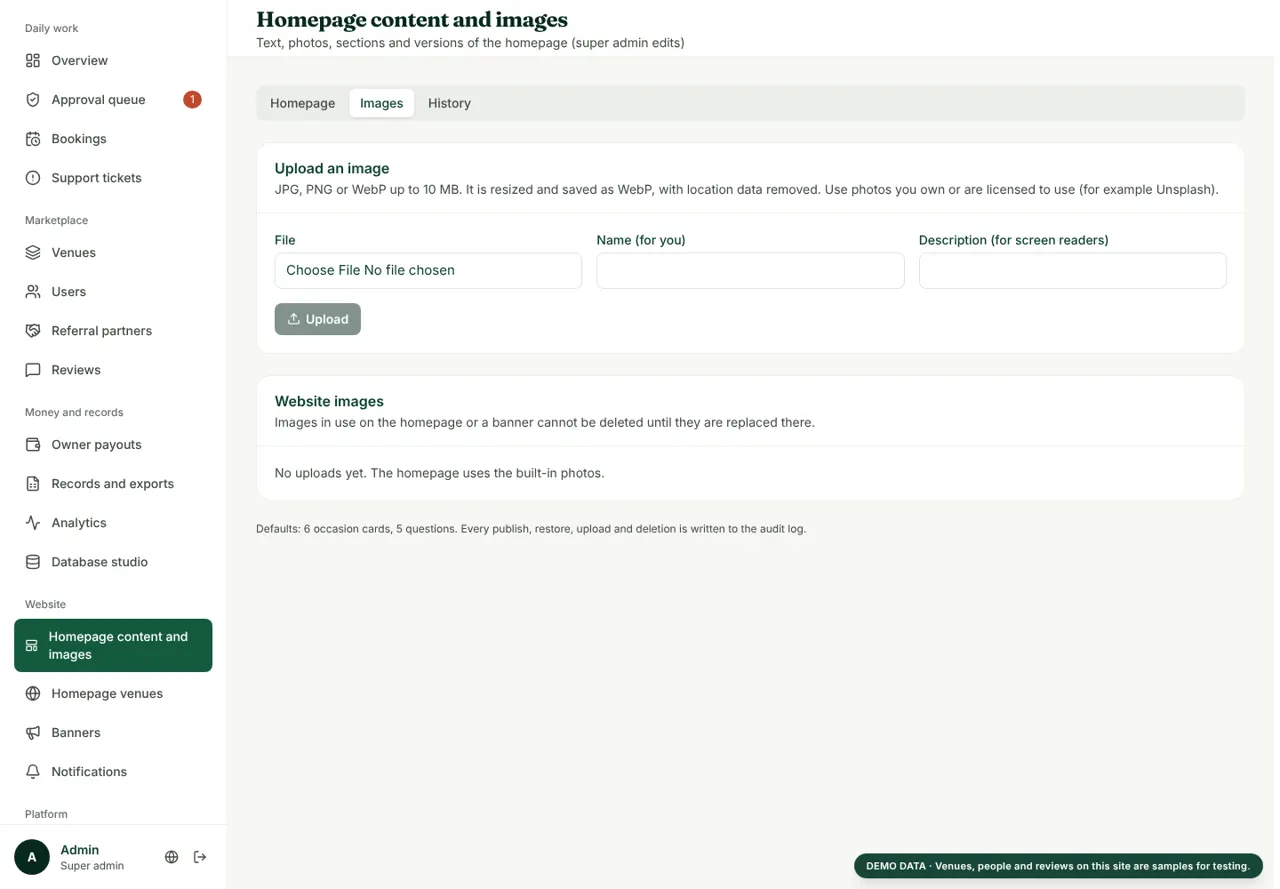 Daily work
Overview
Approval queue 1
Bookings
Support tickets
Marketplace
Venues
Users
Referral partners
Reviews
Money and records
Owner payouts
Records and exports
Analytics
Database studio
Website
Homepage content and
images
Homepage venues
Banners
Notifications
Platform
A
Admin
Super admin
Homepage content and images
Text, photos, sections and versions of the homepage (super admin edits)
Homepage Images History
Upload an image
JPG, PNG or WebP up to 10 MB. It is resized and saved as WebP, with location data removed. Use photos you own or are licensed to use (for example Unsplash).
File Name (for you) Description (for screen readers)
Choose File No file chosen
Upload
Website images
Images in use on the homepage or a banner cannot be deleted until they are replaced there.
No uploads yet. The homepage uses the built-in photos.
Defaults: 6 occasion cards, 5 questions. Every publish, restore, upload and deletion is written to the audit log.
DEMO DATA · Venues, people and reviews on this site are samples for testing.